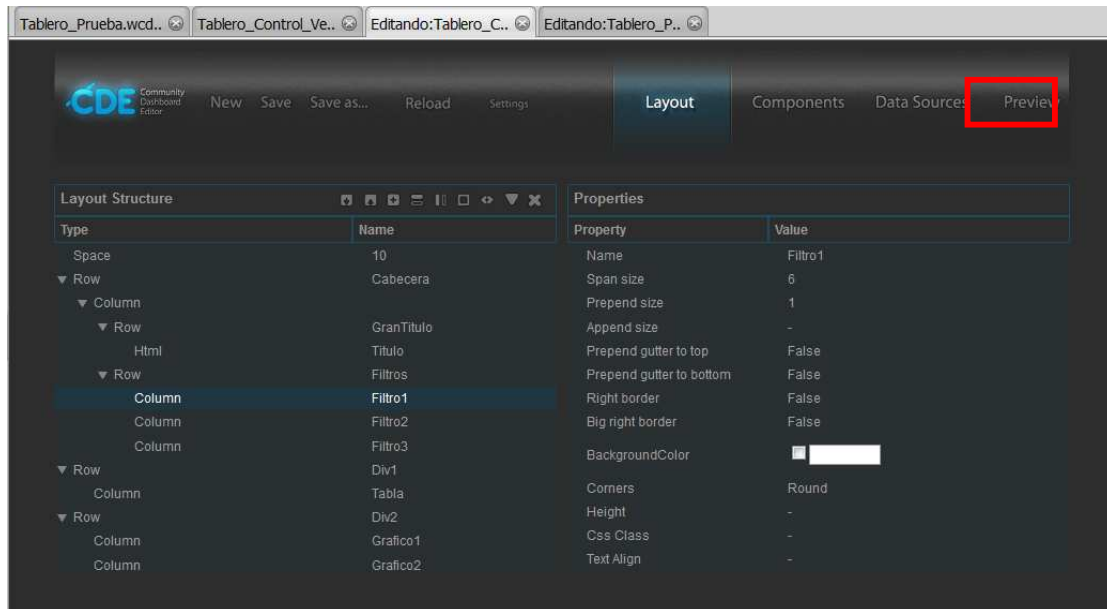 Tablero_Prueba.wcd.. Tablero_Control_Ve.. Editando:Tablero_C.. Editando:Tablero_P..
CDE Community Dashboard Editor New Save Save as... Reload Settings Layout Components Data Sources Preview
Layout Structure Properties
Type Name Property Value
Space 10 Name Filtro1
Row Cabecera Span size 6
Column Prepend size 1
Row GranTitulo Append size -
Html Titulo Prepend gutter to top False
Row Filtros Prepend gutter to bottom False
Column Filtro1 Right border False
Column Filtro2 Big right border False
Column Filtro3 BackgroundColor
Row Div1
Column Tabla Corners Round
Row Div2 Height -
Column Grafico1 Css Class -
Column Grafico2 Text Align -